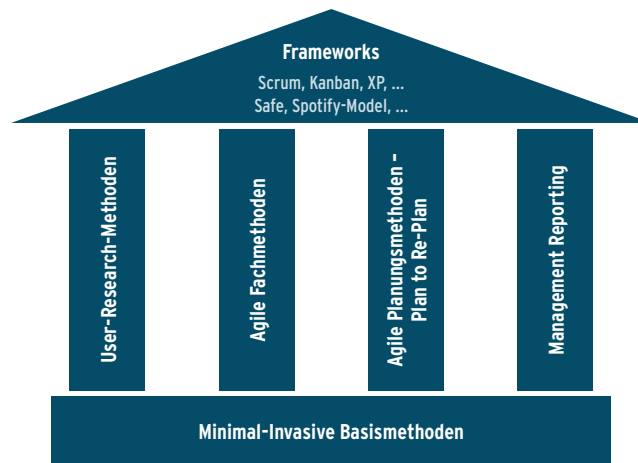 Frameworks
Scrum, Kanban, XP, ...
Safe, Spotify-Model, ...
User-Research-Methoden
Agile Fachmethoden
Agile Planungsmethoden –
Plan to Re-Plan
Management Reporting
Minimal-Invasive Basismethoden